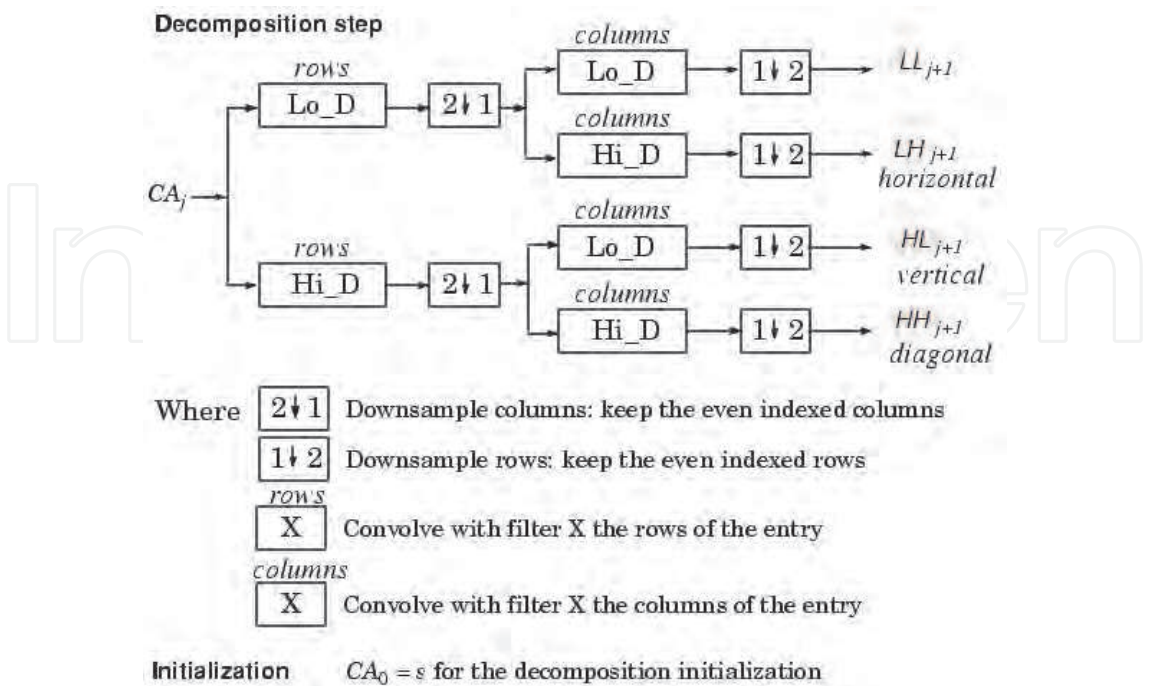 Decomposition step
rows
Lo_D
2↓1
columns
Lo_D
1↓2
LL j+1
columns
Hi_D
1↓2
LH j+1
horizontal
CA j
rows
Hi_D
2↓1
columns
Lo_D
1↓2
HL j+1
vertical
columns
Hi_D
1↓2
HH j+1
diagonal
Where 2↓1 Downsample columns: keep the even indexed columns
1↓2 Downsample rows: keep the even indexed rows
rows
X Convolve with filter X the rows of the entry
columns
X Convolve with filter X the columns of the entry
Initialization CA₀ = s for the decomposition initialization